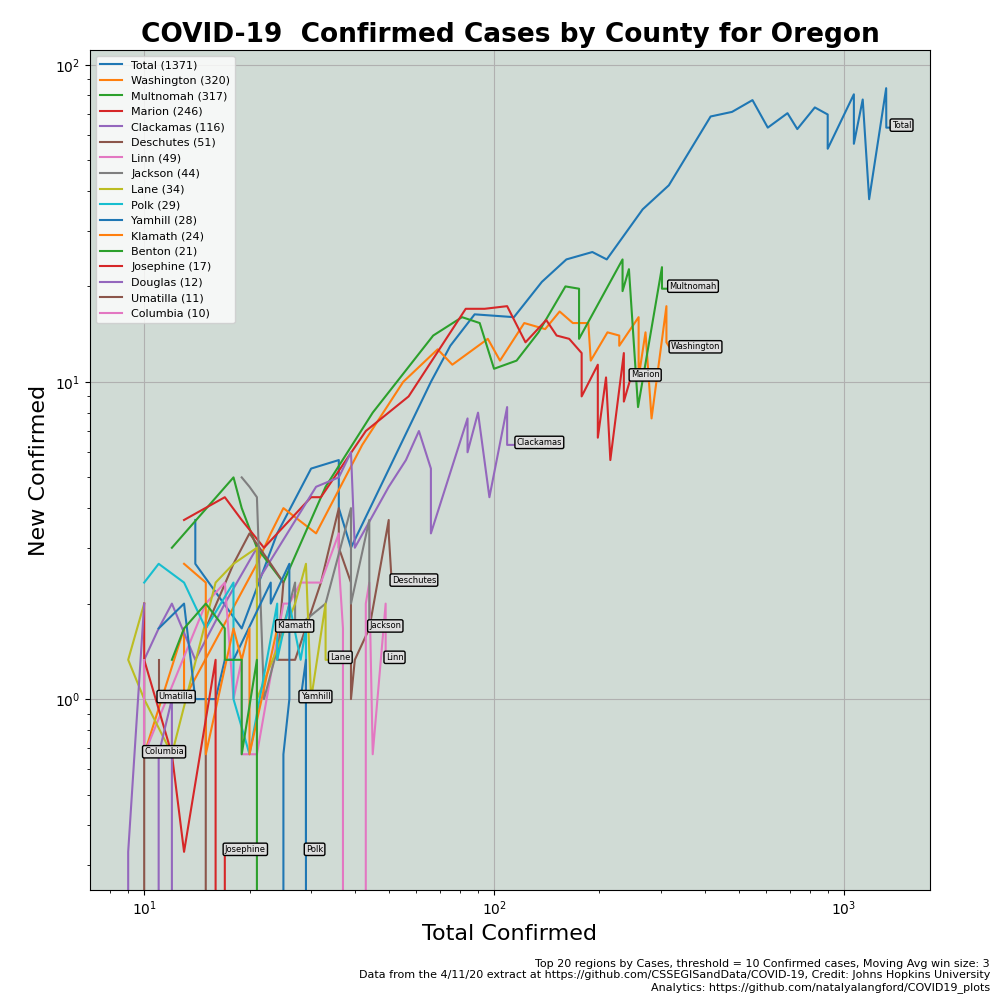 COVID-19  Confirmed Cases by County for Oregon
10²
Total (1371)
Washington (320)
Multnomah (317)
Marion (246)
Clackamas (116)
Deschutes (51)
Linn (49)
Jackson (44)
Lane (34)
Polk (29)
Yamhill (28)
Klamath (24)
Benton (21)
Josephine (17)
Douglas (12)
Umatilla (11)
Columbia (10)
Total
Multnomah
Washington
10¹
Marion
Clackamas
New Confirmed
Deschutes
Klamath
Jackson
Lane
Linn
10⁰
Umatilla
Yamhill
Columbia
Josephine
Polk
10¹
10²
10³
Total Confirmed
Top 20 regions by Cases, threshold = 10 Confirmed cases, Moving Avg win size: 3
Data from the 4/11/20 extract at https://github.com/CSSEGISandData/COVID-19, Credit: Johns Hopkins University
Analytics: https://github.com/natalyalangford/COVID19_plots